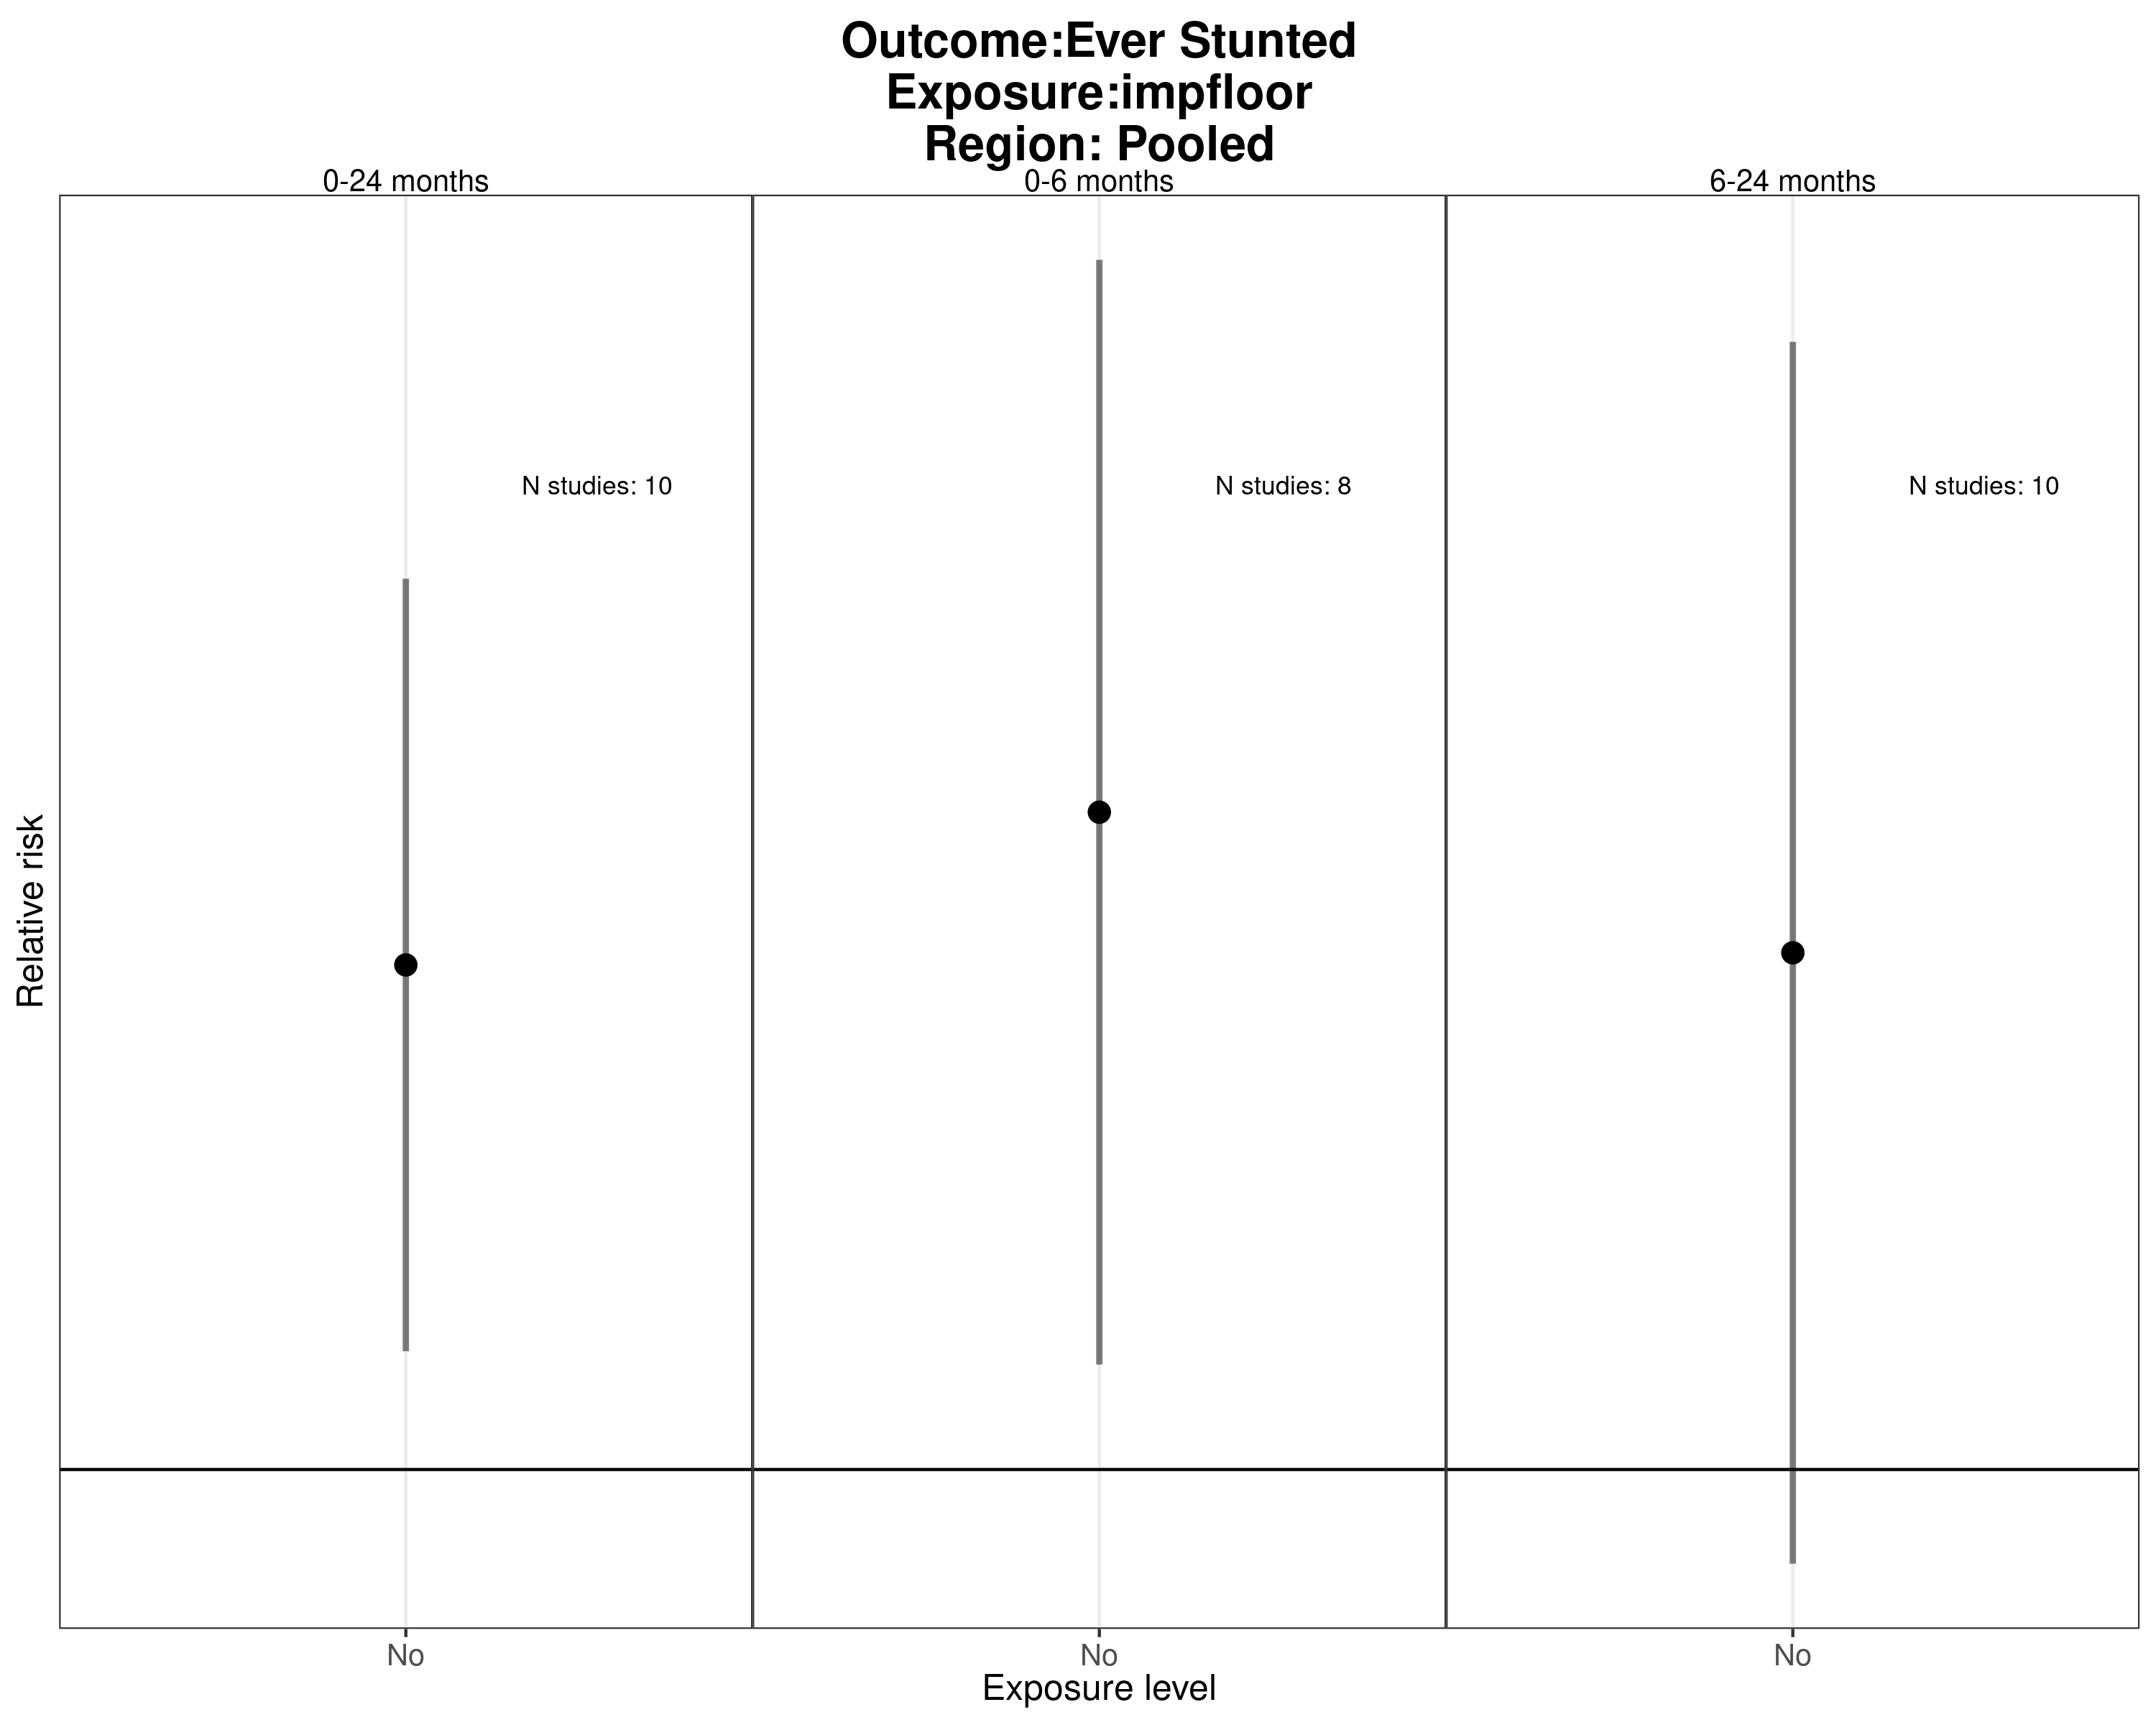 Outcome:Ever Stunted
Exposure:impfloor
Region: Pooled
0-24 months
0-6 months
6-24 months
N studies: 10
N studies: 8
N studies: 10
Relative risk
No
No
No
Exposure level